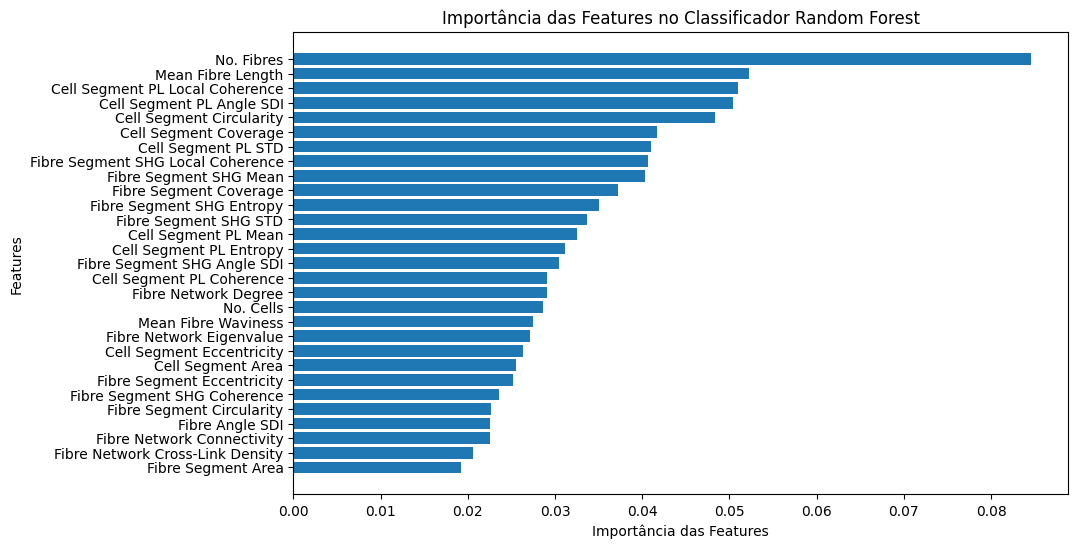 Importância das Features no Classificador Random Forest
No. Fibres
Mean Fibre Length
Cell Segment PL Local Coherence
Cell Segment PL Angle SDI
Cell Segment Circularity
Cell Segment Coverage
Cell Segment PL STD
Fibre Segment SHG Local Coherence
Fibre Segment SHG Mean
Fibre Segment Coverage
Fibre Segment SHG Entropy
Fibre Segment SHG STD
Cell Segment PL Mean
Cell Segment PL Entropy
Fibre Segment SHG Angle SDI
Cell Segment PL Coherence
Fibre Network Degree
No. Cells
Mean Fibre Waviness
Fibre Network Eigenvalue
Cell Segment Eccentricity
Cell Segment Area
Fibre Segment Eccentricity
Fibre Segment SHG Coherence
Fibre Segment Circularity
Fibre Angle SDI
Fibre Network Connectivity
Fibre Network Cross-Link Density
Fibre Segment Area
Features
0.00 0.01 0.02 0.03 0.04 0.05 0.06 0.07 0.08
Importância das Features